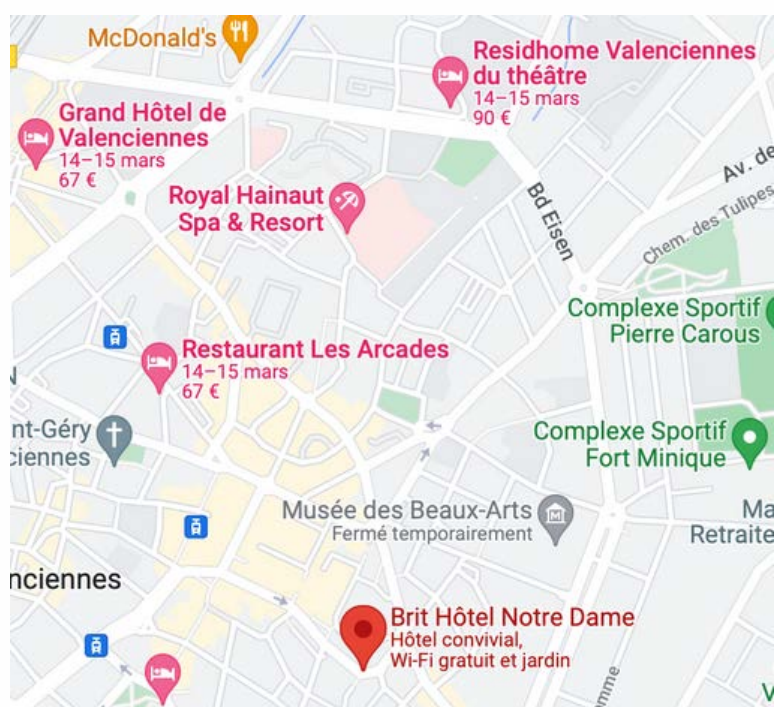 McDonald's
Residhome Valenciennes
du théâtre
14–15 mars
90 €
Grand Hôtel de
Valenciennes
14–15 mars
67 €
Av. de
Chem. des Tulipes
Royal Hainaut
Spa & Resort
Bd Eisen
Complexe Sportif
Pierre Carous
Restaurant Les Arcades
14–15 mars
67 €
N
nt-Géry
ciennes
Complexe Sportif
Fort Minique
Musée des Beaux-Arts
Fermé temporairement
M
Ma
Retraite
nciennes
Brit Hôtel Notre Dame
Hôtel convivial,
Wi-Fi gratuit et jardin
omme
V